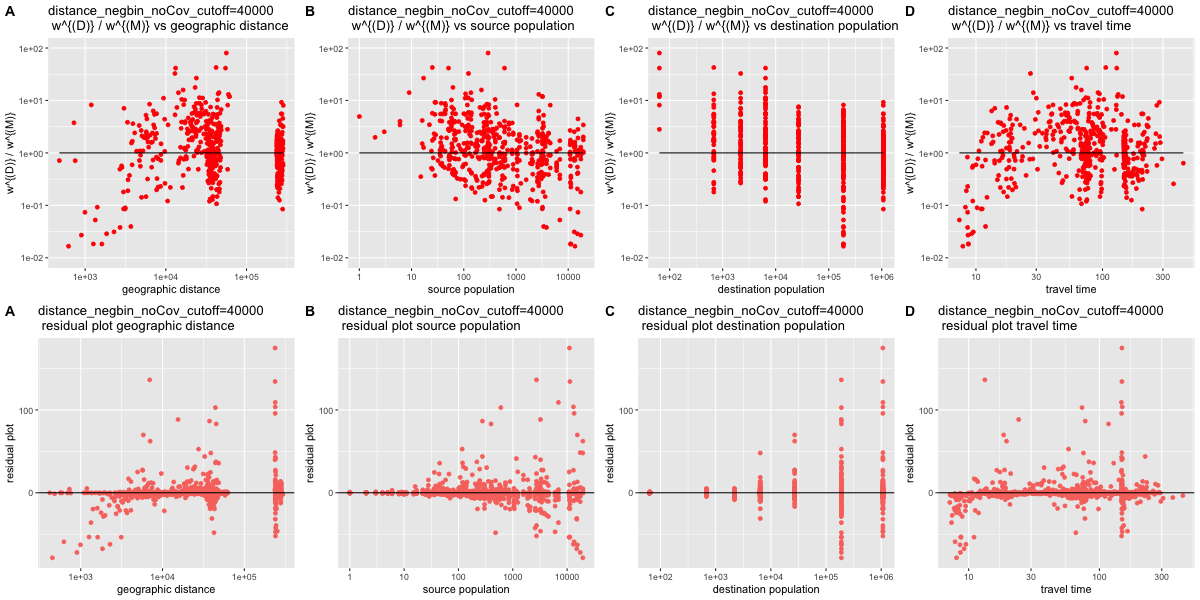 A
distance_negbin_noCov_cutoff=40000
w^{(D)} / w^{(M)} vs geographic distance
1e+02
1e+01
1e+00
1e-01
1e-02
w^{(D)} / w^{(M)}
1e+03 1e+04 1e+05
geographic distance
B
distance_negbin_noCov_cutoff=40000
w^{(D)} / w^{(M)} vs source population
1e+02
1e+01
1e+00
1e-01
1e-02
w^{(D)} / w^{(M)}
1 10 100 1000 10000
source population
C
distance_negbin_noCov_cutoff=40000
w^{(D)} / w^{(M)} vs destination population
1e+02
1e+01
1e+00
1e-01
1e-02
w^{(D)} / w^{(M)}
1e+02 1e+03 1e+04 1e+05 1e+06
destination population
D
distance_negbin_noCov_cutoff=40000
w^{(D)} / w^{(M)} vs travel time
1e+02
1e+01
1e+00
1e-01
1e-02
w^{(D)} / w^{(M)}
10 30 100 300
travel time
A
distance_negbin_noCov_cutoff=40000
residual plot geographic distance
100
0
residual plot
1e+03 1e+04 1e+05
geographic distance
B
distance_negbin_noCov_cutoff=40000
residual plot source population
100
0
residual plot
1 10 100 1000 10000
source population
C
distance_negbin_noCov_cutoff=40000
residual plot destination population
100
0
residual plot
1e+02 1e+03 1e+04 1e+05 1e+06
destination population
D
distance_negbin_noCov_cutoff=40000
residual plot travel time
100
0
residual plot
10 30 100 300
travel time